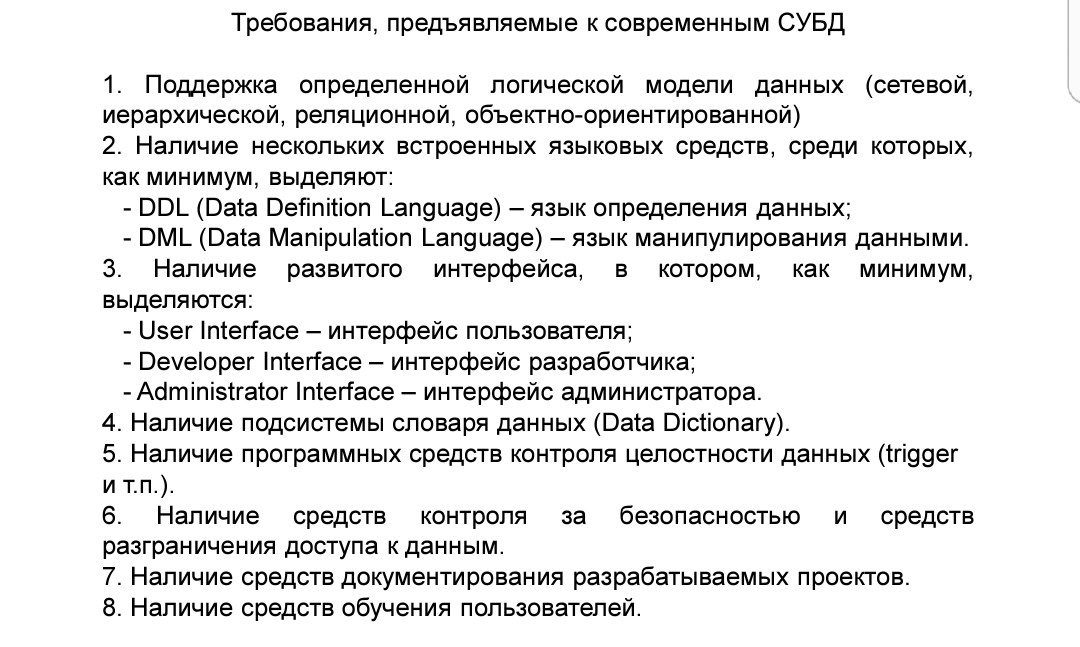 Требования, предъявляемые к современным СУБД
1. Поддержка определенной логической модели данных (сетевой,
иерархической, реляционной, объектно-ориентированной)
2. Наличие нескольких встроенных языковых средств, среди которых,
как минимум, выделяют:
- DDL (Data Definition Language) – язык определения данных;
- DML (Data Manipulation Language) – язык манипулирования данными.
3. Наличие развитого интерфейса, в котором, как минимум,
выделяются:
- User Interface – интерфейс пользователя;
- Developer Interface – интерфейс разработчика;
- Administrator Interface – интерфейс администратора.
4. Наличие подсистемы словаря данных (Data Dictionary).
5. Наличие программных средств контроля целостности данных (trigger
и т.п.).
6. Наличие средств контроля за безопасностью и средств
разграничения доступа к данным.
7. Наличие средств документирования разрабатываемых проектов.
8. Наличие средств обучения пользователей.